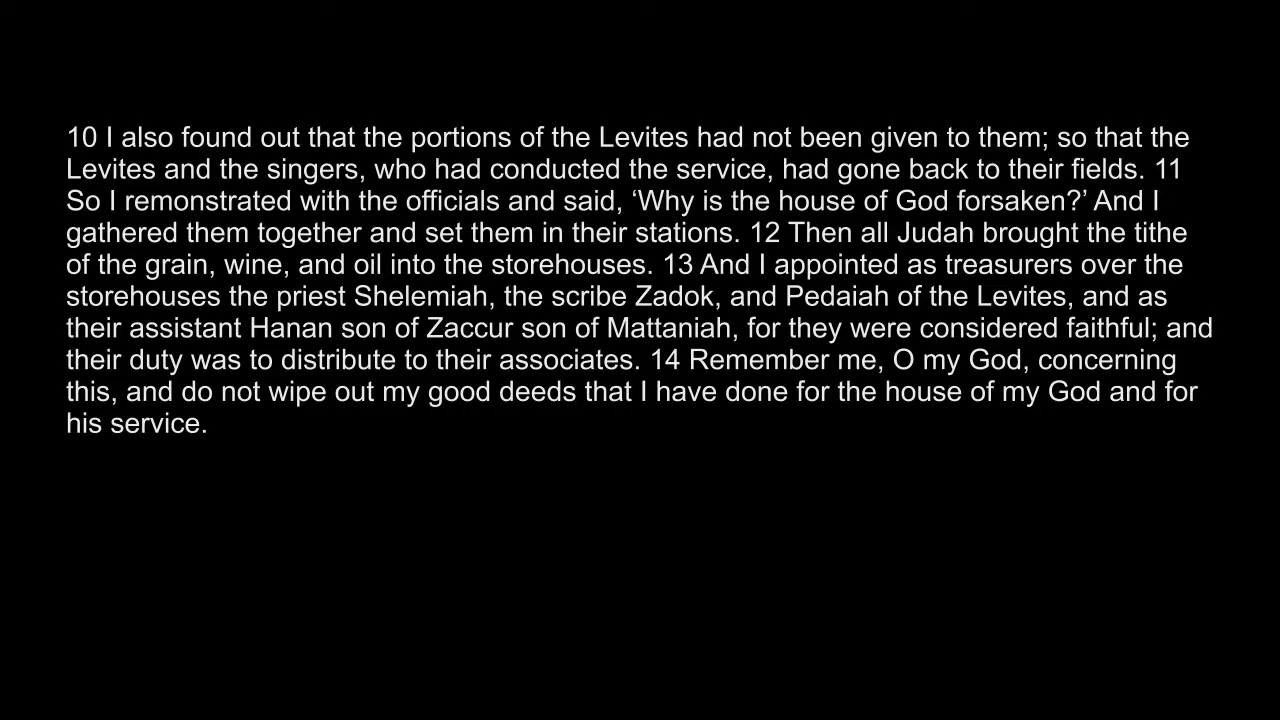 10 I also found out that the portions of the Levites had not been given to them; so that the
Levites and the singers, who had conducted the service, had gone back to their fields. 11
So I remonstrated with the officials and said, ‘Why is the house of God forsaken?’ And I
gathered them together and set them in their stations. 12 Then all Judah brought the tithe
of the grain, wine, and oil into the storehouses. 13 And I appointed as treasurers over the
storehouses the priest Shelemiah, the scribe Zadok, and Pedaiah of the Levites, and as
their assistant Hanan son of Zaccur son of Mattaniah, for they were considered faithful; and
their duty was to distribute to their associates. 14 Remember me, O my God, concerning
this, and do not wipe out my good deeds that I have done for the house of my God and for
his service.